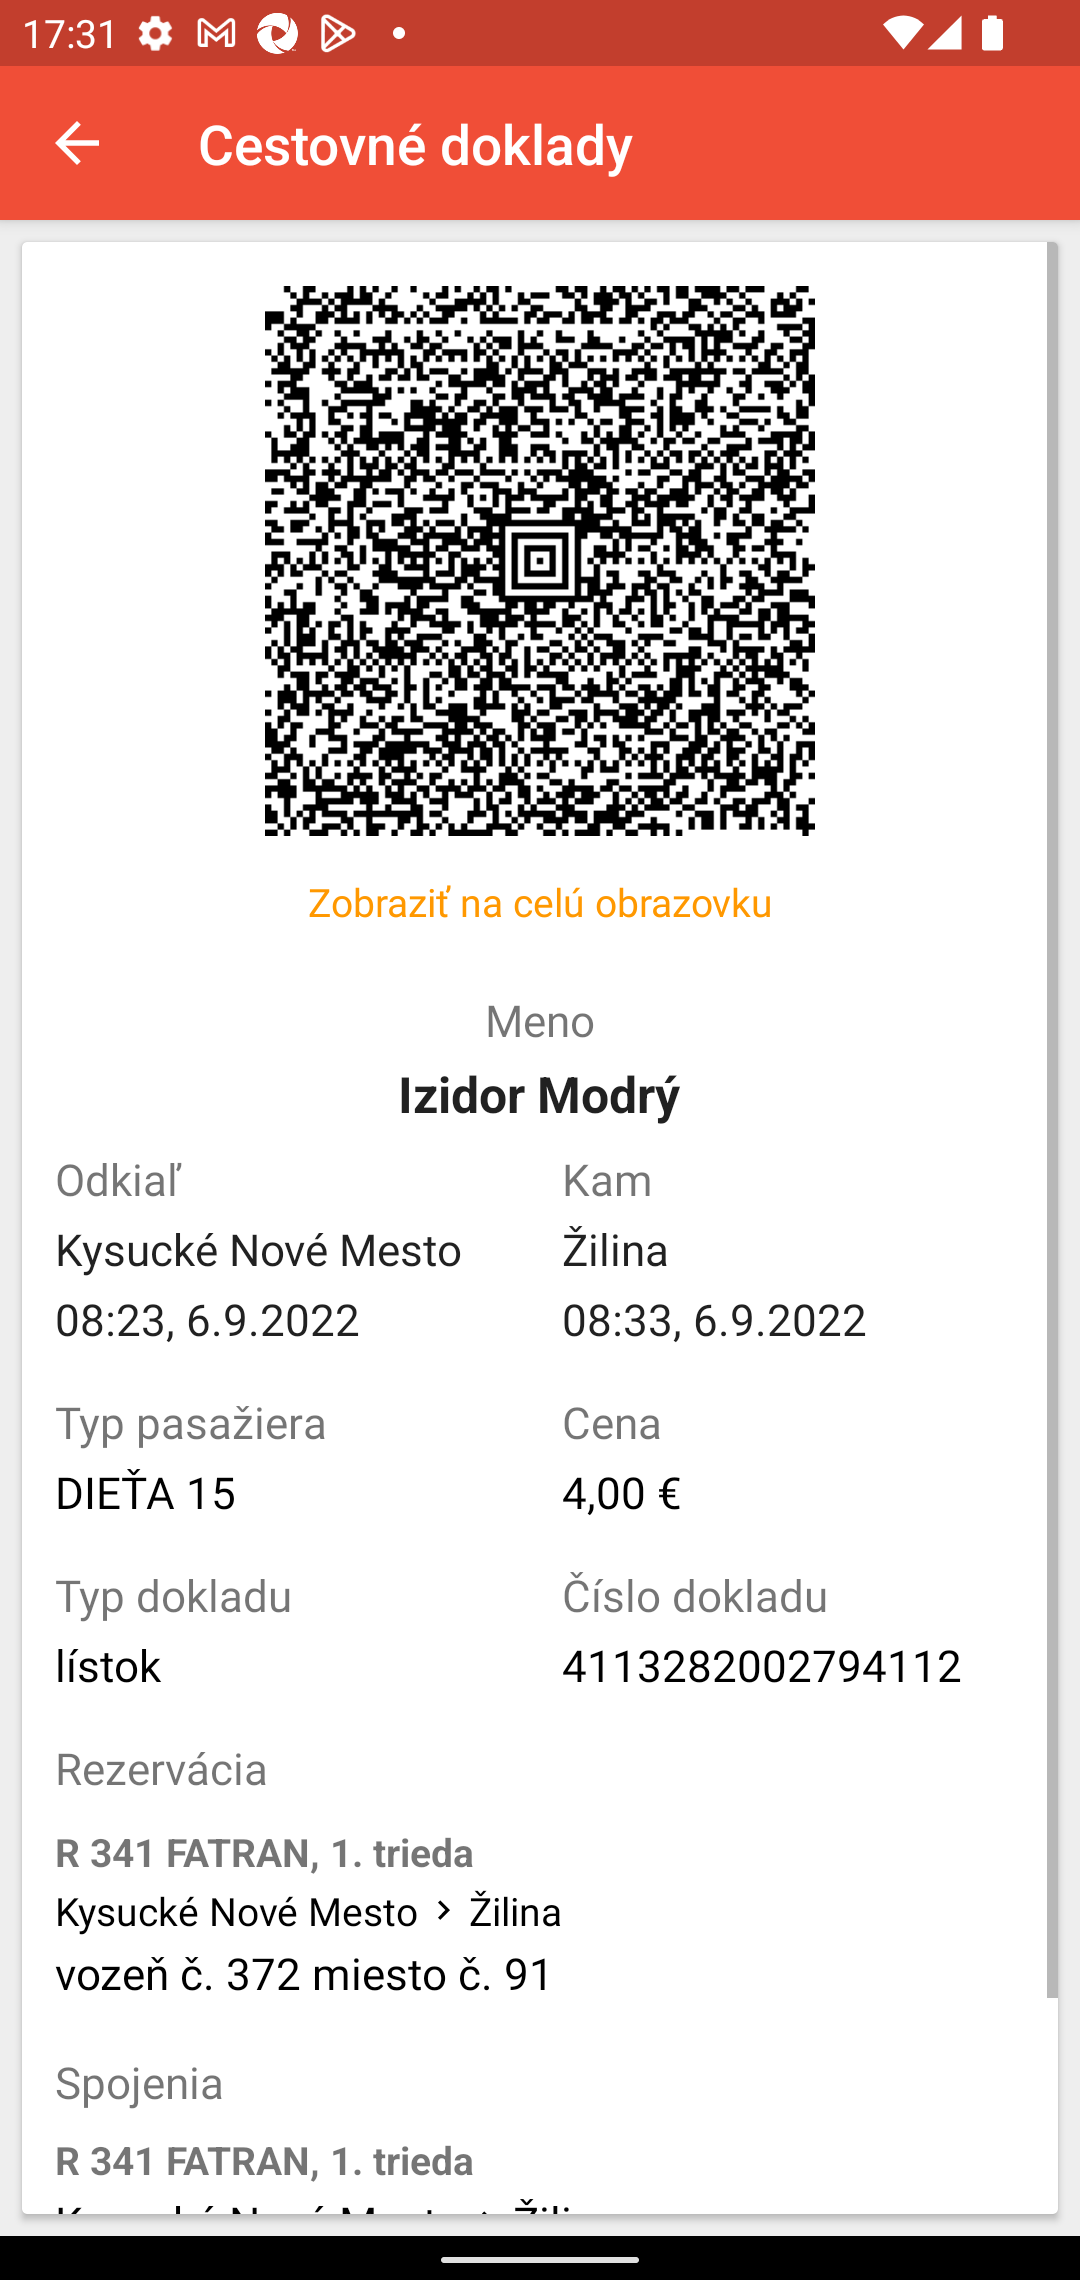 17:31
Cestovné doklady
Zobraziť na celú obrazovku
Meno
Izidor Modrý
Odkiaľ
Kam
Kysucké Nové Mesto
Žilina
08:23, 6.9.2022
08:33, 6.9.2022
Typ pasažiera
Cena
DIEŤA 15
4,00 €
Typ dokladu
Číslo dokladu
lístok
4113282002794112
Rezervácia
R 341 FATRAN, 1. trieda
Kysucké Nové Mesto > Žilina
vozeň č. 372 miesto č. 91
Spojenia
R 341 FATRAN, 1. trieda